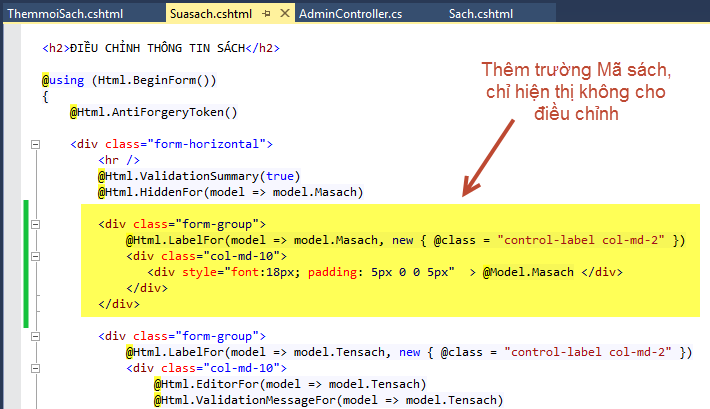 ThemmoiSach.cshtml Suasach.cshtml AdminController.cs Sach.cshtml
<h2>ĐIỀU CHỈNH THÔNG TIN SÁCH</h2>
@using (Html.BeginForm())
{
@Html.AntiForgeryToken()
Thêm trường Mã sách,
chỉ hiện thị không cho
điều chỉnh
<div class="form-horizontal">
<hr />
@Html.ValidationSummary(true)
@Html.HiddenFor(model => model.Masach)
<div class="form-group">
@Html.LabelFor(model => model.Masach, new { @class = "control-label col-md-2" })
<div class="col-md-10">
<div style="font:18px; padding: 5px 0 0 5px"  > @Model.Masach </div>
</div>
</div>
<div class="form-group">
@Html.LabelFor(model => model.Tensach, new { @class = "control-label col-md-2" })
<div class="col-md-10">
@Html.EditorFor(model => model.Tensach)
@Html.ValidationMessageFor(model => model.Tensach)